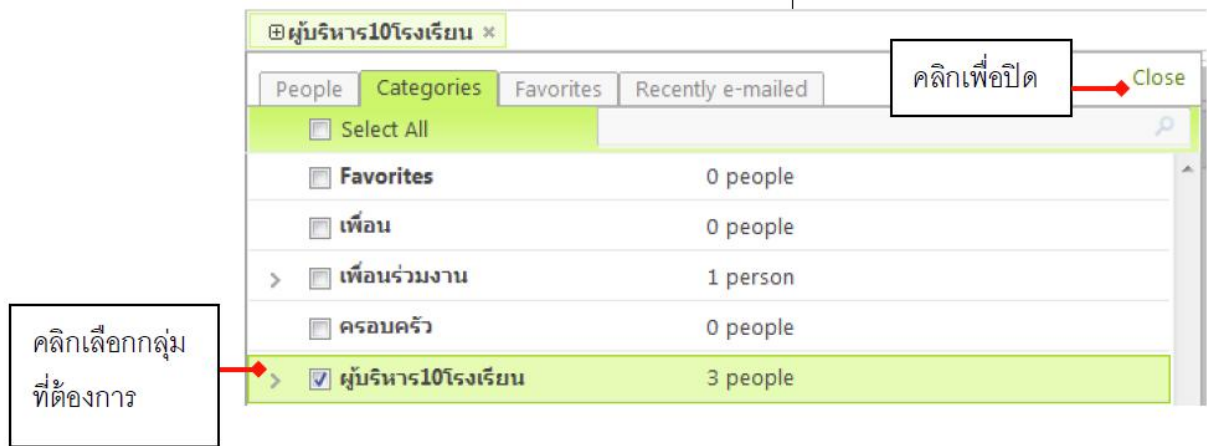 ผู้บริหาร10โรงเรียน ×
คลิกเพื่อปิด
Close
People Categories Favorites Recently e-mailed
Select All
Favorites 0 people
เพื่อน 0 people
เพื่อนร่วมงาน 1 person
ครอบครัว 0 people
คลิกเลือกกลุ่ม
ที่ต้องการ
ผู้บริหาร10โรงเรียน 3 people